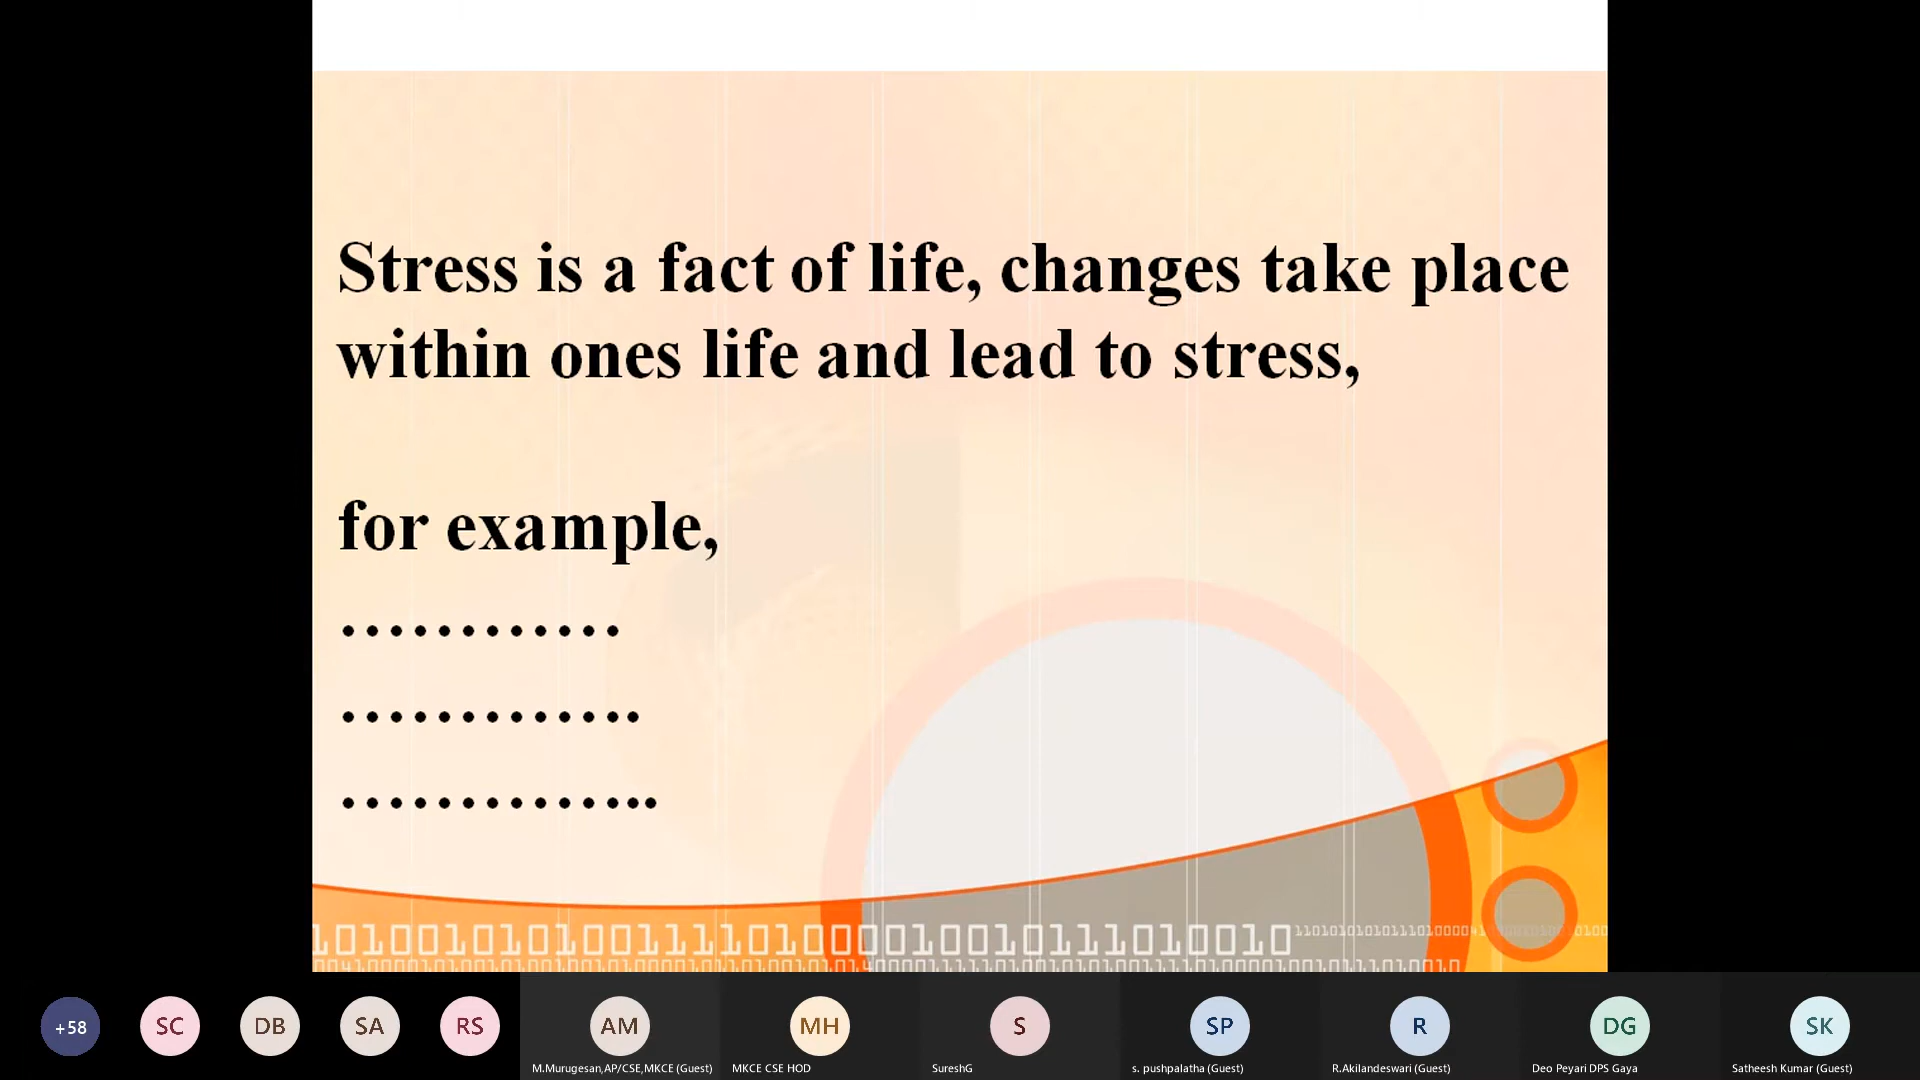 Stress is a fact of life, changes take place
within ones life and lead to stress,
for example,
............
.............
..............
+58
SC
DB
SA
RS
AM
MH
S
SP
R
DG
SK
M.Murugesan,AP/CSE,MKCE (Guest)
MKCE CSE HOD
SureshG
s. pushpalatha (Guest)
R.Akilandeswari (Guest)
Deo Peyari DPS Gaya
Satheesh Kumar (Guest)